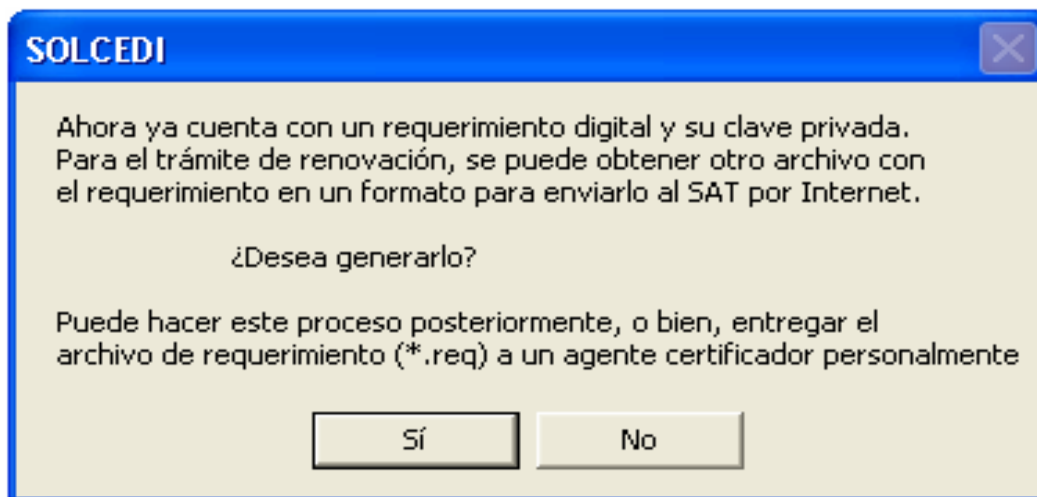 SOLCEDI
Ahora ya cuenta con un requerimiento digital y su clave privada.
Para el trámite de renovación, se puede obtener otro archivo con
el requerimiento en un formato para enviarlo al SAT por Internet.
¿Desea generarlo?
Puede hacer este proceso posteriormente, o bien, entregar el
archivo de requerimiento (*.req) a un agente certificador personalmente
Sí
No